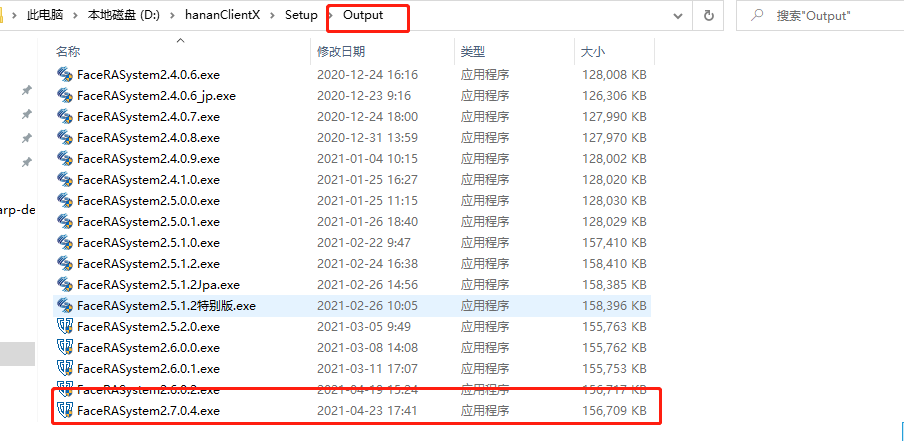 此电脑 › 本地磁盘 (D:) › hananClientX › Setup › Output 搜索"Output"
名称 修改日期 类型 大小
FaceRASystem2.4.0.6.exe 2020-12-24 16:16 应用程序 128,008 KB
FaceRASystem2.4.0.6_jp.exe 2020-12-23 9:16 应用程序 126,306 KB
FaceRASystem2.4.0.7.exe 2020-12-24 18:00 应用程序 127,990 KB
FaceRASystem2.4.0.8.exe 2020-12-31 13:59 应用程序 127,970 KB
FaceRASystem2.4.0.9.exe 2021-01-04 10:15 应用程序 128,002 KB
FaceRASystem2.4.1.0.exe 2021-01-25 16:27 应用程序 128,020 KB
FaceRASystem2.5.0.0.exe 2021-01-25 11:15 应用程序 128,030 KB
arp-de
FaceRASystem2.5.0.1.exe 2021-01-26 18:40 应用程序 128,029 KB
FaceRASystem2.5.1.0.exe 2021-02-22 9:47 应用程序 157,410 KB
FaceRASystem2.5.1.2.exe 2021-02-24 16:38 应用程序 158,410 KB
FaceRASystem2.5.1.2Jpa.exe 2021-02-26 14:56 应用程序 158,385 KB
FaceRASystem2.5.1.2特别版.exe 2021-02-26 10:05 应用程序 158,396 KB
FaceRASystem2.5.2.0.exe 2021-03-05 9:49 应用程序 155,763 KB
FaceRASystem2.6.0.0.exe 2021-03-08 14:08 应用程序 155,762 KB
FaceRASystem2.6.0.1.exe 2021-03-11 17:07 应用程序 155,753 KB
FaceRASystem2.6.0.2.exe 2021-04-19 15:24 应用程序 156,717 KB
FaceRASystem2.7.0.4.exe 2021-04-23 17:41 应用程序 156,709 KB